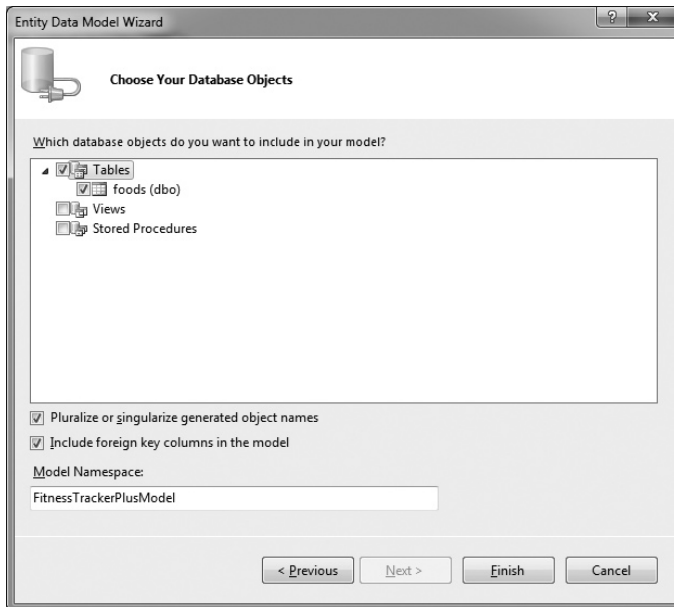 Entity Data Model Wizard
Choose Your Database Objects
Which database objects do you want to include in your model?
Tables
foods (dbo)
Views
Stored Procedures
Pluralize or singularize generated object names
Include foreign key columns in the model
Model Namespace:
FitnessTrackerPlusModel
< Previous
Next >
Finish
Cancel